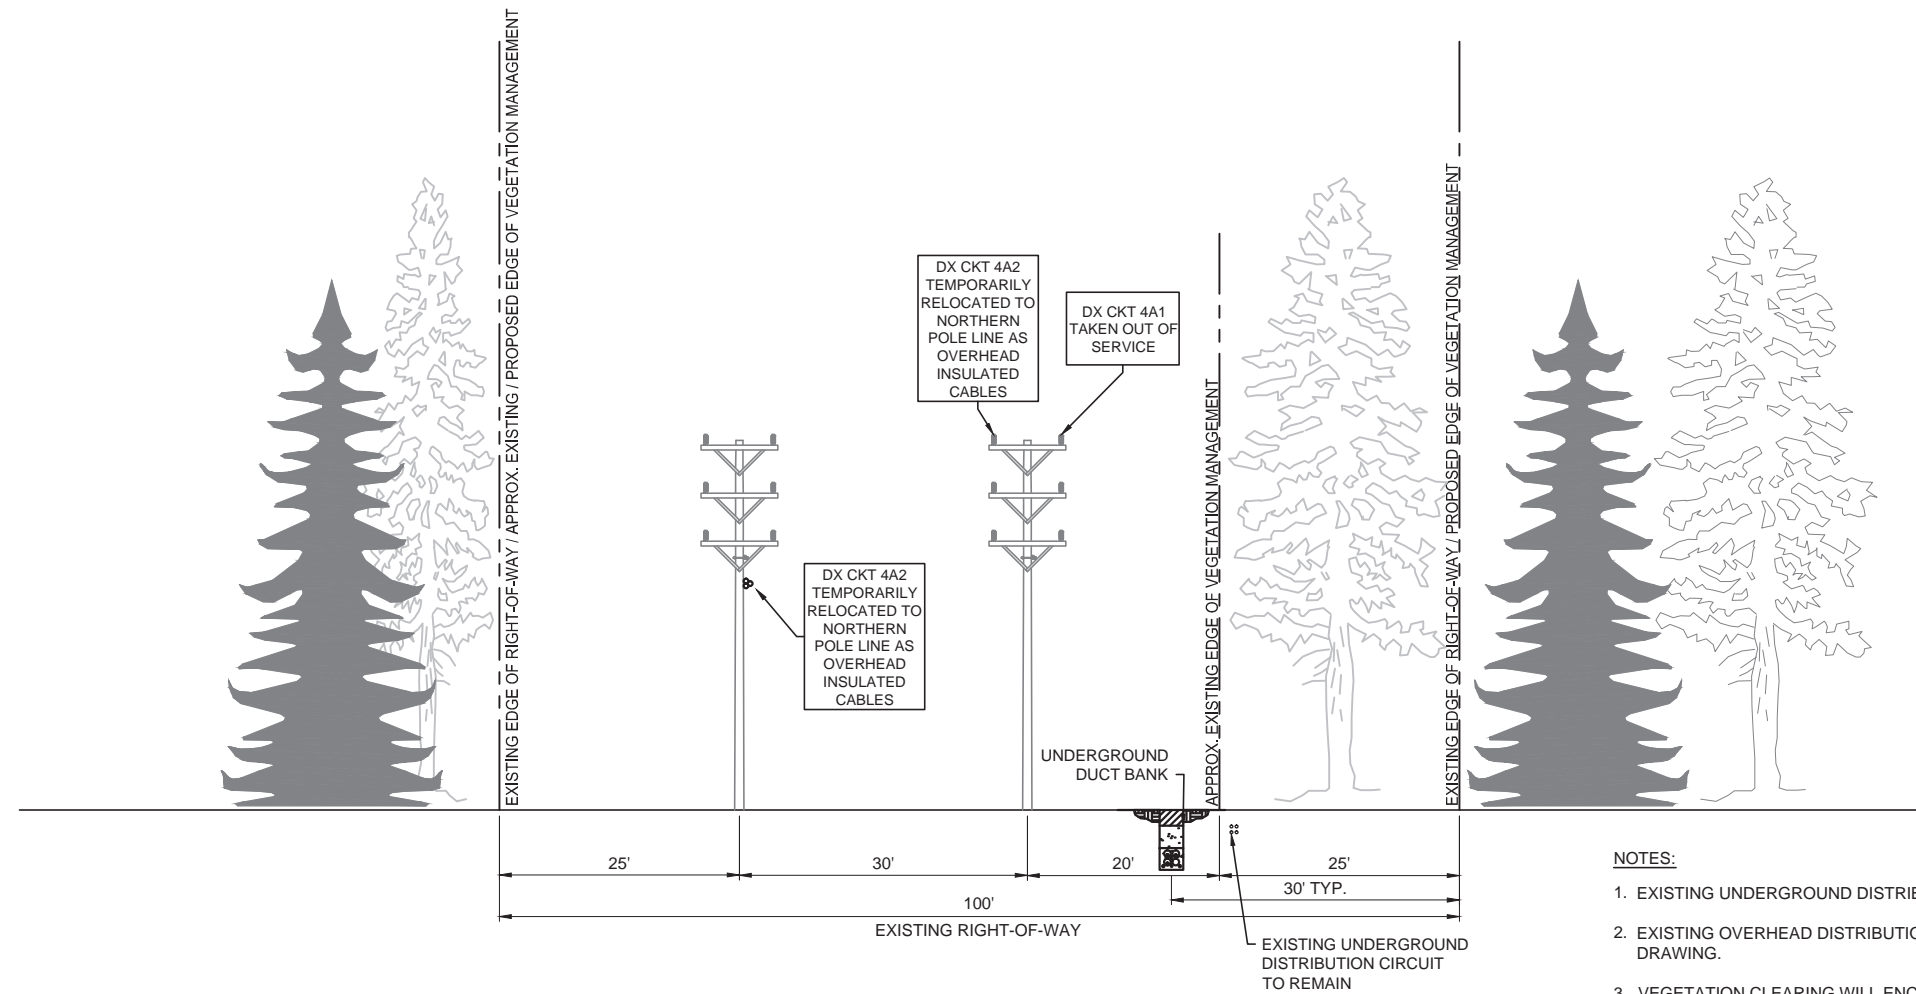 EXISTING EDGE OF RIGHT-OF-WAY / APPROX. EXISTING / PROPOSED EDGE OF VEGETATION MANAGEMENT
DX CKT 4A2
TEMPORARILY
RELOCATED TO
NORTHERN
POLE LINE AS
OVERHEAD
INSULATED
CABLES
DX CKT 4A1
TAKEN OUT OF
SERVICE
DX CKT 4A2
TEMPORARILY
RELOCATED TO
NORTHERN
POLE LINE AS
OVERHEAD
INSULATED
CABLES
APPROX. EXISTING EDGE OF VEGETATION MANAGEMENT
EXISTING EDGE OF RIGHT-OF-WAY / PROPOSED EDGE OF VEGETATION MANAGEMENT
UNDERGROUND
DUCT BANK
25'
30'
20'
25'
30' TYP.
100'
EXISTING RIGHT-OF-WAY
EXISTING UNDERGROUND
DISTRIBUTION CIRCUIT
TO REMAIN
NOTES:
1. EXISTING UNDERGROUND
2. EXISTING OVERHEAD
DRAWING.
3. VEGETATION CLEARING WILL